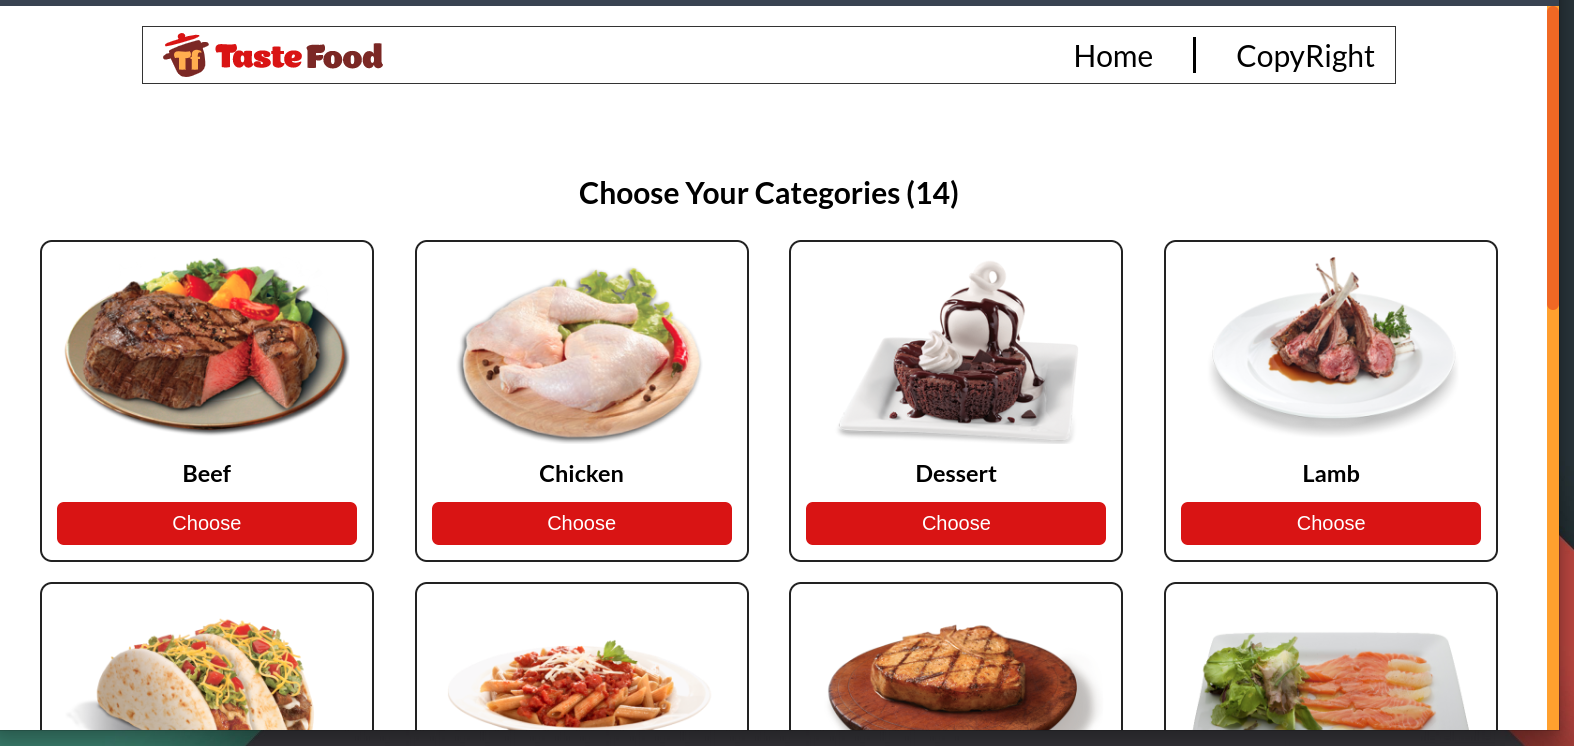 Tf Taste Food
Home | CopyRight
Choose Your Categories (14)
Beef
Choose
Chicken
Choose
Dessert
Choose
Lamb
Choose